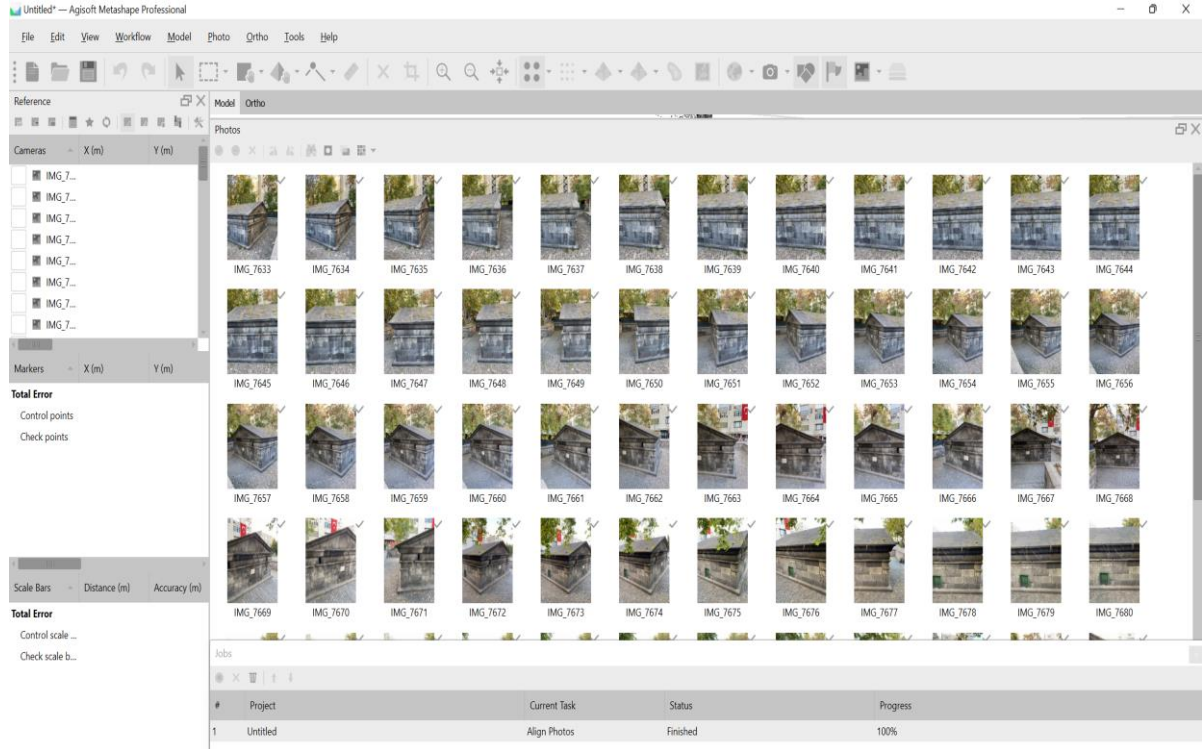 Untitled* — Agisoft Metashape Professional
File Edit View Workflow Model Photo Ortho Tools Help
Reference
Model Ortho
Photos
Cameras X (m) Y (m)
IMG_7...
IMG_7...
IMG_7...
IMG_7...
IMG_7...
IMG_7...
IMG_7...
IMG_7...
IMG_7633 IMG_7634 IMG_7635 IMG_7636 IMG_7637 IMG_7638 IMG_7639 IMG_7640 IMG_7641 IMG_7642 IMG_7643 IMG_7644
IMG_7645 IMG_7646 IMG_7647 IMG_7648 IMG_7649 IMG_7650 IMG_7651 IMG_7652 IMG_7653 IMG_7654 IMG_7655 IMG_7656
IMG_7657 IMG_7658 IMG_7659 IMG_7660 IMG_7661 IMG_7662 IMG_7663 IMG_7664 IMG_7665 IMG_7666 IMG_7667 IMG_7668
IMG_7669 IMG_7670 IMG_7671 IMG_7672 IMG_7673 IMG_7674 IMG_7675 IMG_7676 IMG_7677 IMG_7678 IMG_7679 IMG_7680
Markers X (m) Y (m)
Total Error
Control points
Check points
Scale Bars Distance (m) Accuracy (m)
Total Error
Control scale ...
Check scale b...
Jobs
# Project Current Task Status Progress
1 Untitled Align Photos Finished 100%